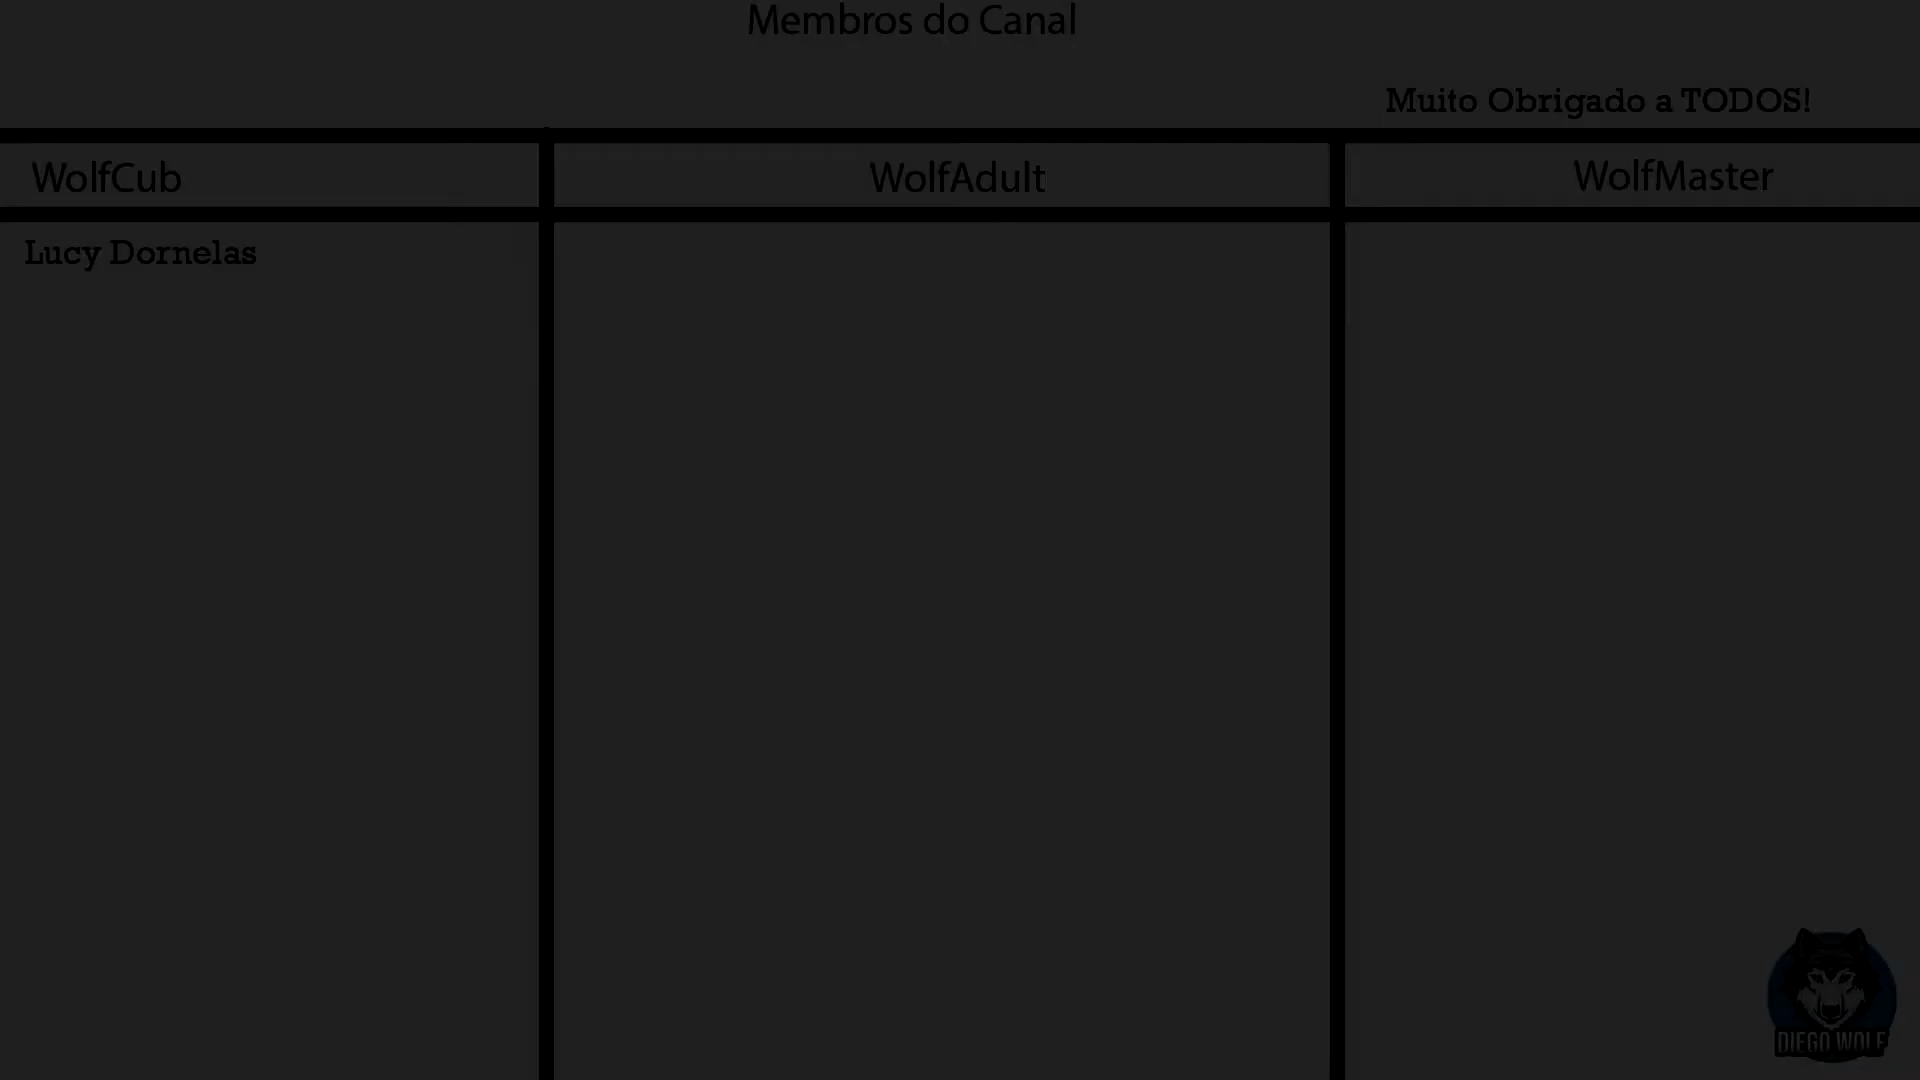 Membros do Canal
Muito Obrigado a TODOS!
WolfCub
WolfAdult
WolfMaster
Lucy Dornelas
DIEGO WOLF